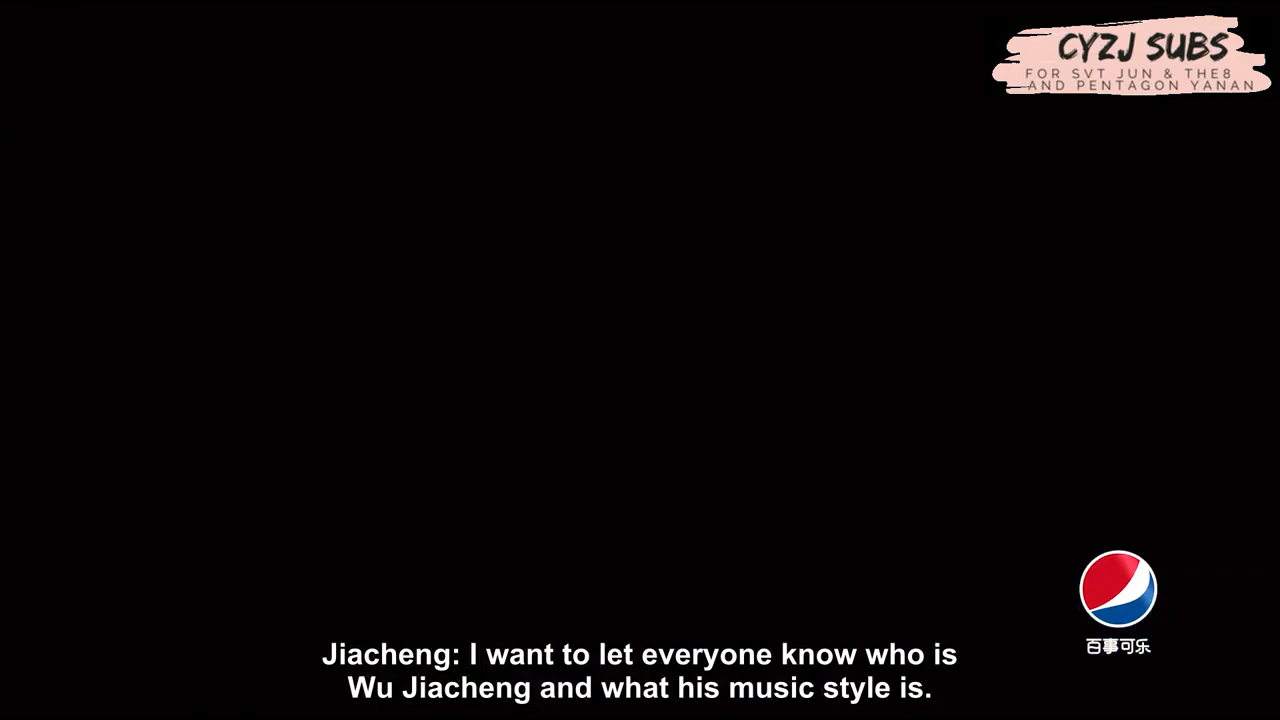 CYZJ SUBS
FOR SVT JUN & THE8
AND PENTAGON YANAN
百事可乐
Jiacheng: I want to let everyone know who is
Wu Jiacheng and what his music style is.